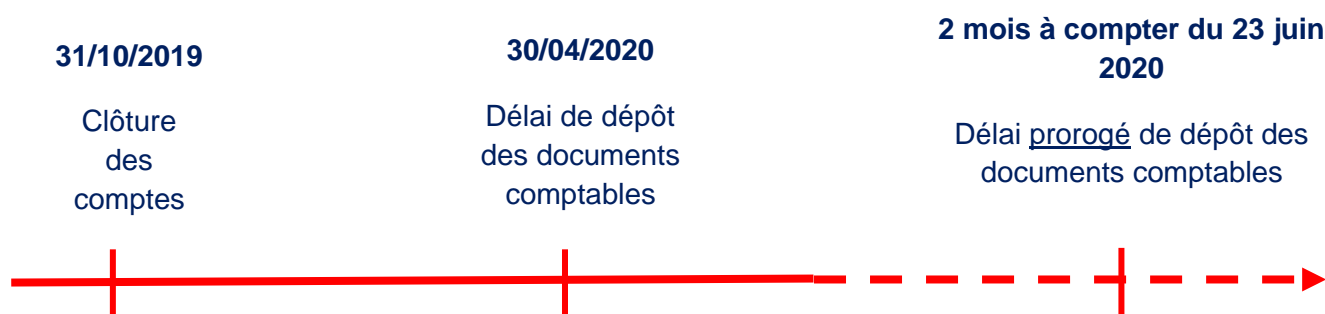 31/10/2019
Clôture
des
comptes
30/04/2020
Délai de dépôt
des documents
comptables
2 mois à compter du 23 juin
2020
Délai prorogé de dépôt des
documents comptables